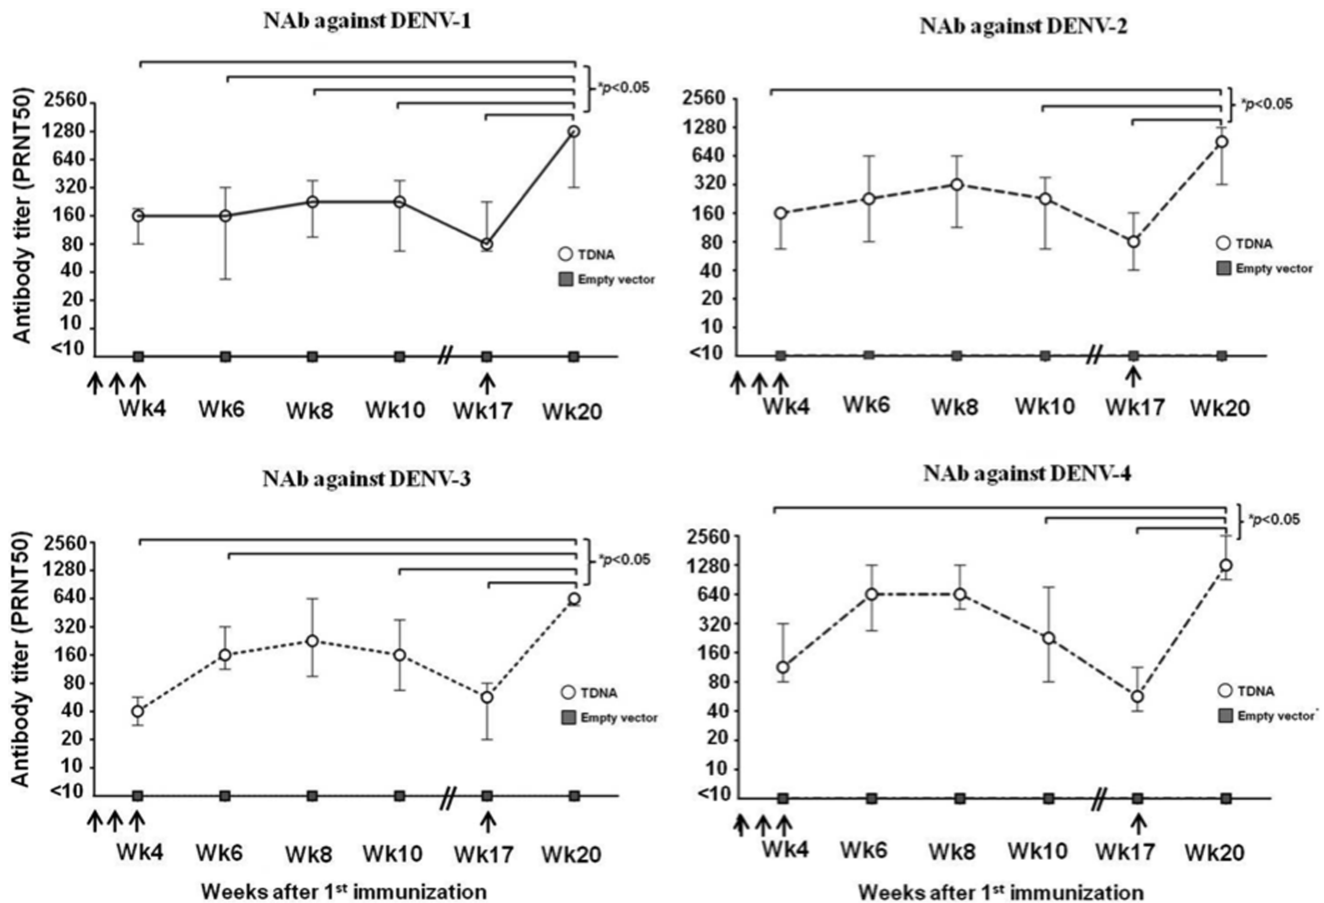 NAb against DENV-1
*p<0.05
Antibody titer (PRNT50)
2560
1280
640
320
160
80
40
20
10
<10
TDNA
Empty vector
Wk4 Wk6 Wk8 Wk10 Wk17 Wk20
NAb against DENV-2
*p<0.05
2560
1280
640
320
160
80
40
20
10
<10
TDNA
Empty vector
Wk4 Wk6 Wk8 Wk10 Wk17 Wk20
NAb against DENV-3
*p<0.05
Antibody titer (PRNT50)
2560
1280
640
320
160
80
40
20
10
<10
TDNA
Empty vector
Wk4 Wk6 Wk8 Wk10 Wk17 Wk20
Weeks after 1st immunization
NAb against DENV-4
*p<0.05
2560
1280
640
320
160
80
40
20
10
<10
TDNA
Empty vector
Wk4 Wk6 Wk8 Wk10 Wk17 Wk20
Weeks after 1st immunization